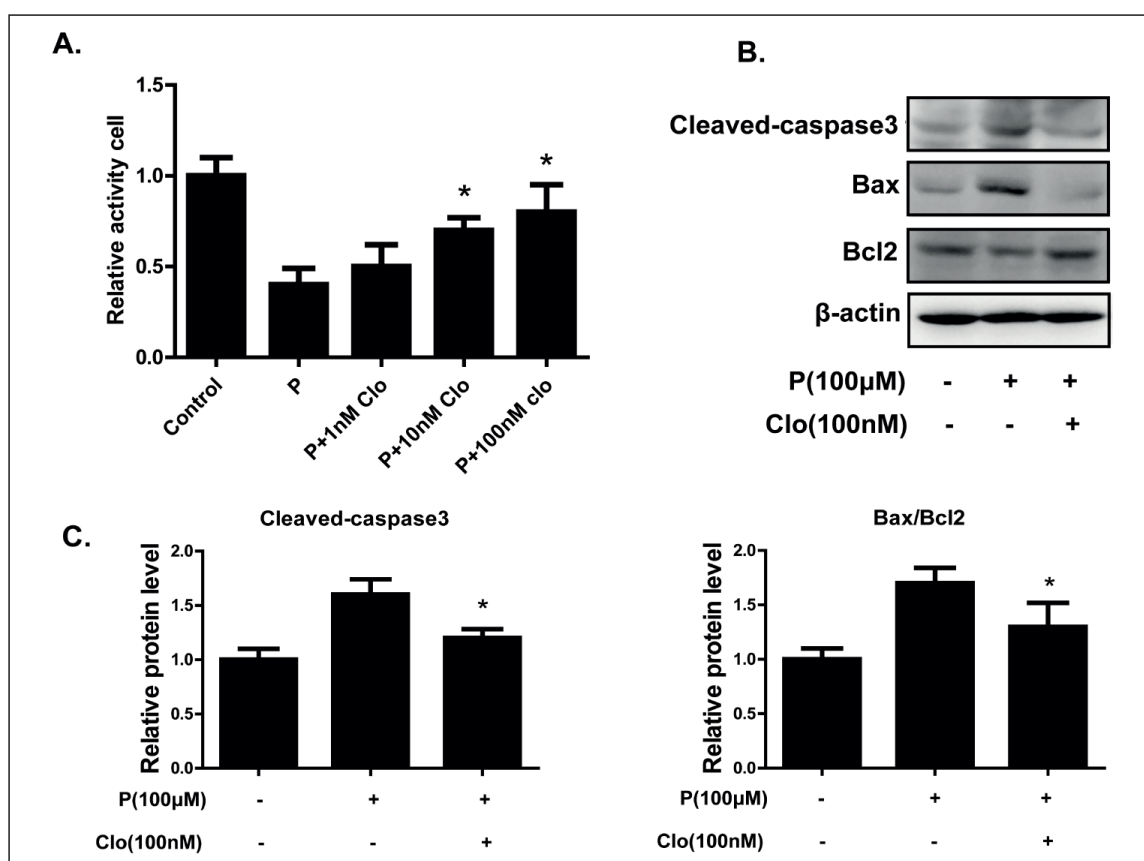 A.
1.5
1.0
0.5
0.0
Relative activity cell
*
*
Control
P
P+1nM Clo
P+10nM Clo
P+100nM clo
B.
Cleaved-caspase3
Bax
Bcl2
β-actin
P(100μM) - + +
Clo(100nM) - - +
C.
Cleaved-caspase3
2.0
1.5
1.0
0.5
0.0
Relative protein level
*
P(100μM) - + +
Clo(100nM) - - +
Bax/Bcl2
2.0
1.5
1.0
0.5
0.0
Relative protein level
*
P(100μM) - + +
Clo(100nM) - - +